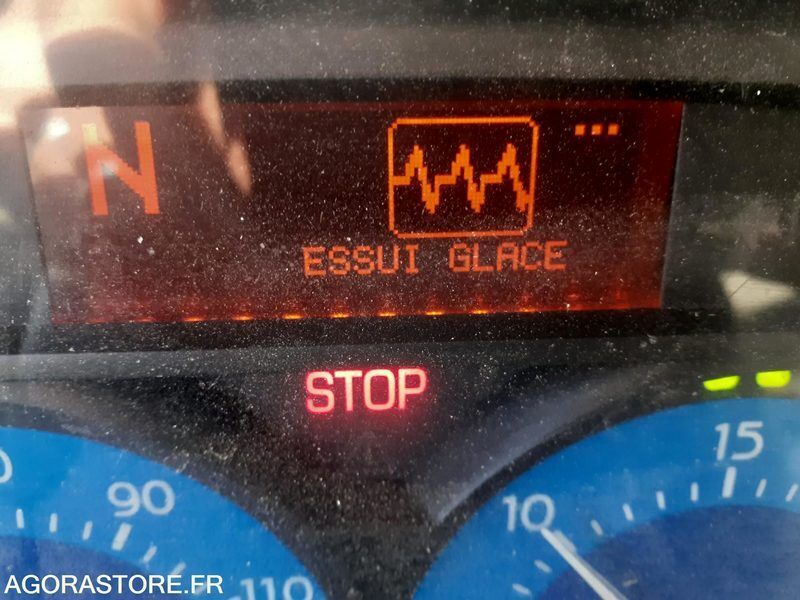 N
ESSUI GLACE
STOP
90
110
10
15
AGORASTORE.FR